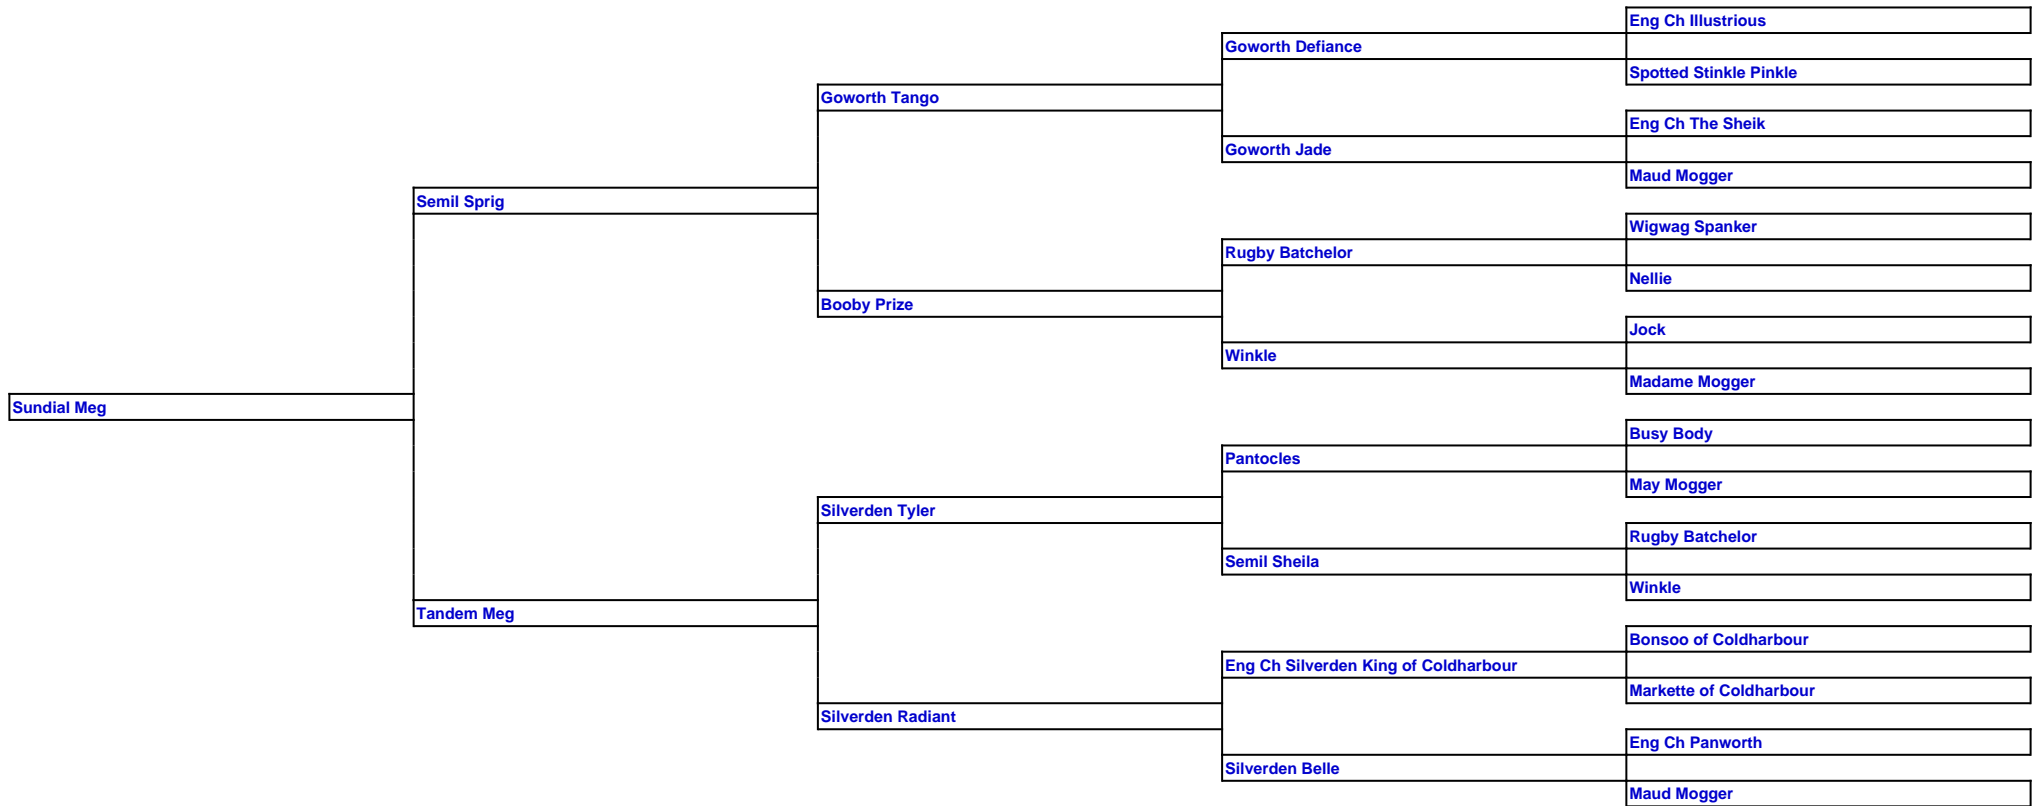 Eng Ch Illustrious
Goworth Defiance
Spotted Stinkle Pinkle
Goworth Tango
Eng Ch The Sheik
Goworth Jade
Maud Mogger
Semil Sprig
Wigwag Spanker
Rugby Batchelor
Nellie
Booby Prize
Jock
Winkle
Madame Mogger
Sundial Meg
Busy Body
Pantocles
May Mogger
Silverden Tyler
Rugby Batchelor
Semil Sheila
Winkle
Tandem Meg
Bonsoo of Coldharbour
Eng Ch Silverden King of Coldharbour
Markette of Coldharbour
Silverden Radiant
Eng Ch Panworth
Silverden Belle
Maud Mogger